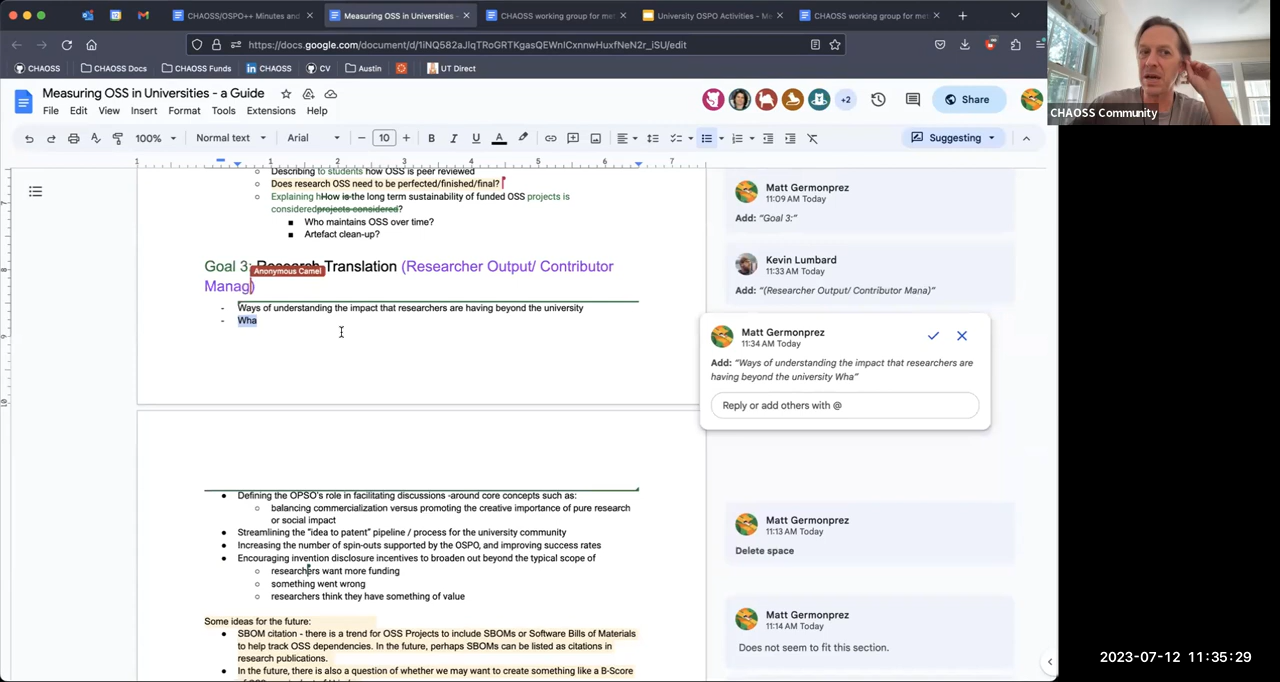 CHAOSS/OSPO++ Minutes and
Measuring OSS in Universities -
CHAOSS working group for met
University OSPO Activities - Me
CHAOSS working group for met
https://docs.google.com/document/d/1iNQ582aJlqTRoGRTKgasQEWnICxnnwHuxfNeN2r_iSU/edit
CHAOSS
CHAOSS Docs
CHAOSS Funds
CHAOSS
CV
Austin
UT Direct
CHAOSS Community
Measuring OSS in Universities - a Guide
File Edit View Insert Format Tools Extensions Help
+2
Share
100%
Normal text
Arial
10
Suggesting
1 1 2 3 4 5 6 7
Describing to students how OSS is peer reviewed
Does research OSS need to be perfected/finished/final?
Explaining hHow is the long term sustainability of funded OSS projects is
consideredprojects considered?
Who maintains OSS over time?
Artefact clean-up?
Goal 3: Research Translation (Researcher Output/ Contributor
Anonymous Camel
Manag)
- Ways of understanding the impact that researchers are having beyond the university
- Wha
Defining the OPSO's role in facilitating discussions -around core concepts such as:
balancing commercialization versus promoting the creative importance of pure research
or social impact
Streamlining the "idea to patent" pipeline / process for the university community
Increasing the number of spin-outs supported by the OSPO, and improving success rates
Encouraging invention disclosure incentives to broaden out beyond the typical scope of
researchers want more funding
something went wrong
researchers think they have something of value
Some ideas for the future:
SBOM citation - there is a trend for OSS Projects to include SBOMs or Software Bills of Materials
to help track OSS dependencies. In the future, perhaps SBOMs can be listed as citations in
research publications.
In the future, there is also a question of whether we may want to create something like a B-Score
Matt Germonprez
11:09 AM Today
Add: "Goal 3:"
Kevin Lumbard
11:33 AM Today
Add: "(Researcher Output/ Contributor Mana)"
Matt Germonprez
11:34 AM Today
Add: "Ways of understanding the impact that researchers are
having beyond the university Wha"
Reply or add others with @
Matt Germonprez
11:13 AM Today
Delete space
Matt Germonprez
11:14 AM Today
Does not seem to fit this section.
2023-07-12 11:35:29